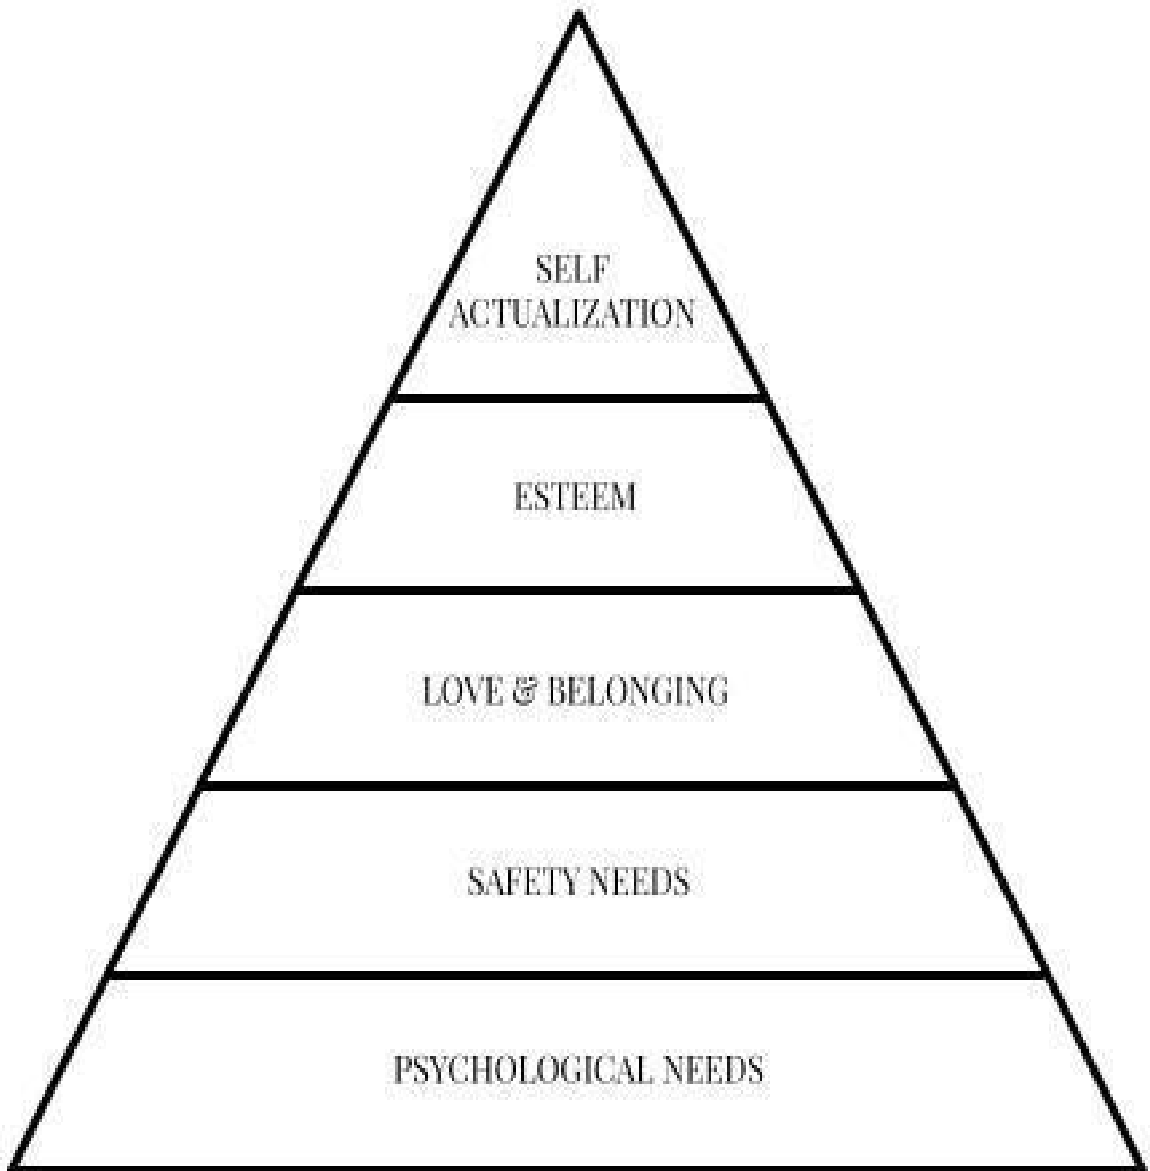 SELF
ACTUALIZATION
ESTEEM
LOVE & BELONGING
SAFETY NEEDS
PSYCHOLOGICAL NEEDS